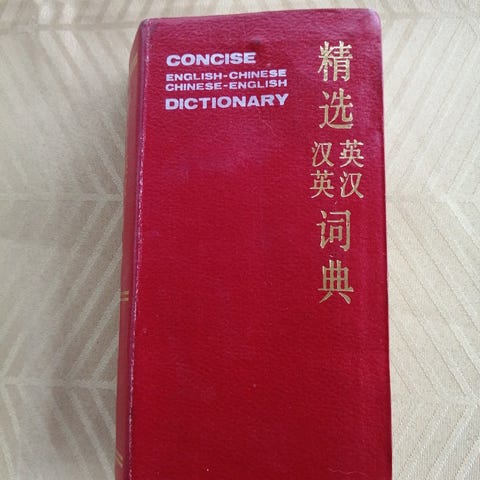 CONCISE
ENGLISH-CHINESE
CHINESE-ENGLISH
DICTIONARY
精选
英汉
汉英
词典